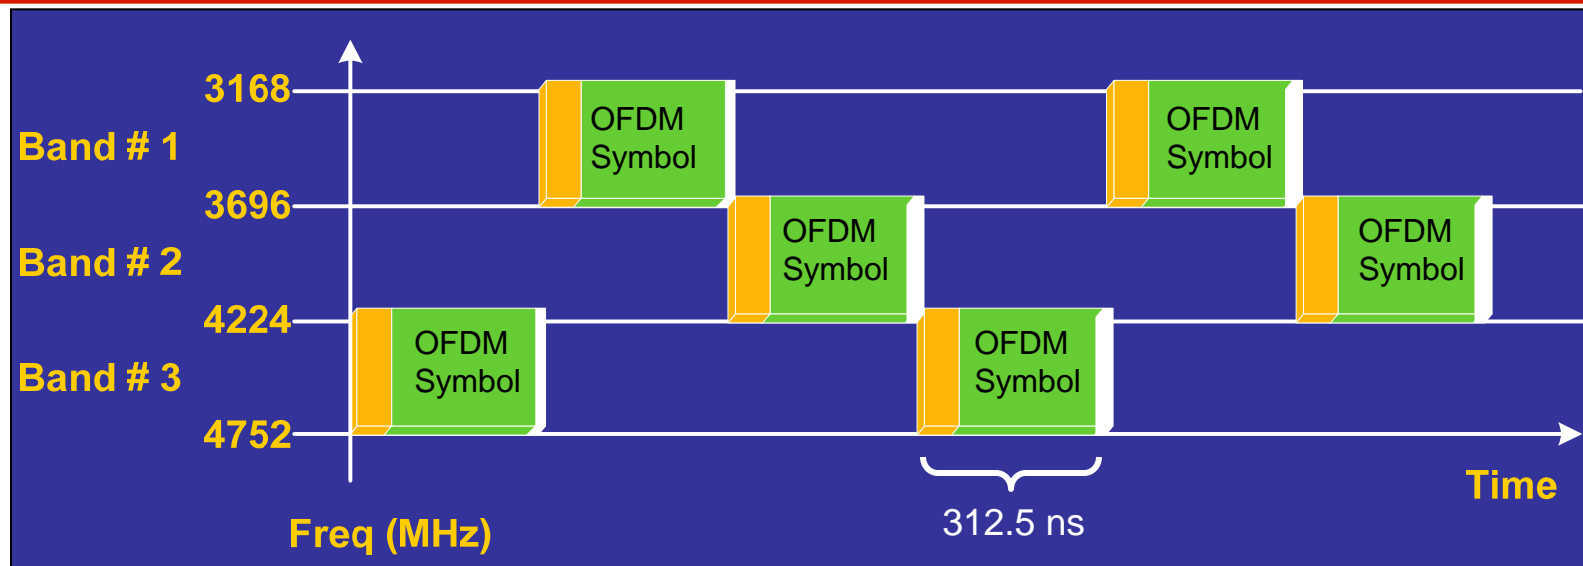 3168
OFDM
Symbol
OFDM
Symbol
Band # 1
3696
OFDM
Symbol
OFDM
Symbol
Band # 2
4224
OFDM
Symbol
OFDM
Symbol
Band # 3
4752
Time
312.5 ns
Freq (MHz)